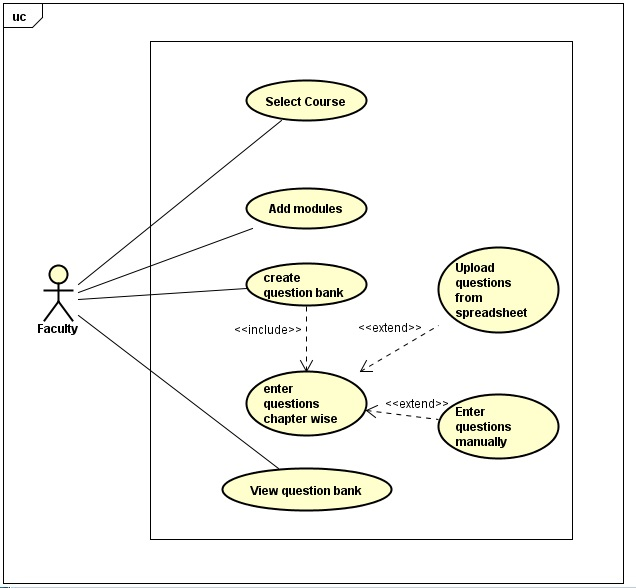 uc
Select Course
Add modules
create
question bank
Upload
questions
from
spreadsheet
Faculty
<<include>>
<<extend>>
enter
questions
chapter wise
<<extend>>
Enter
questions
manually
View question bank